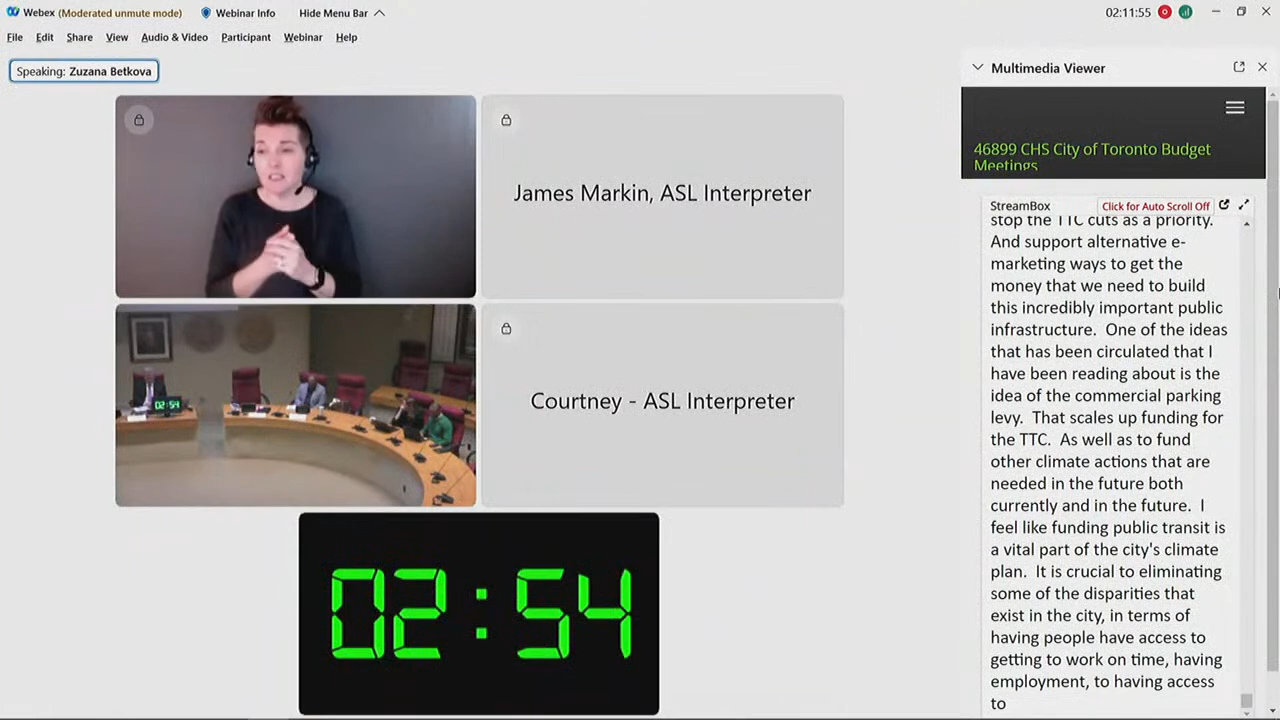 Webex (Moderated unmute mode)
Webinar Info
Hide Menu Bar
02:11:55
File Edit Share View Audio & Video Participant Webinar Help
Speaking: Zuzana Betkova
Multimedia Viewer
James Markin, ASL Interpreter
02:54
Courtney - ASL Interpreter
02:54
46899 CHS City of Toronto Budget
Meetings
StreamBox
Click for Auto Scroll Off
stop the TTC cuts as a priority.
And support alternative e-
marketing ways to get the
money that we need to build
this incredibly important public
infrastructure. One of the ideas
that has been circulated that I
have been reading about is the
idea of the commercial parking
levy. That scales up funding for
the TTC. As well as to fund
other climate actions that are
needed in the future both
currently and in the future. I
feel like funding public transit is
a vital part of the city's climate
plan. It is crucial to eliminating
some of the disparities that
exist in the city, in terms of
having people have access to
getting to work on time, having
employment, to having access
to